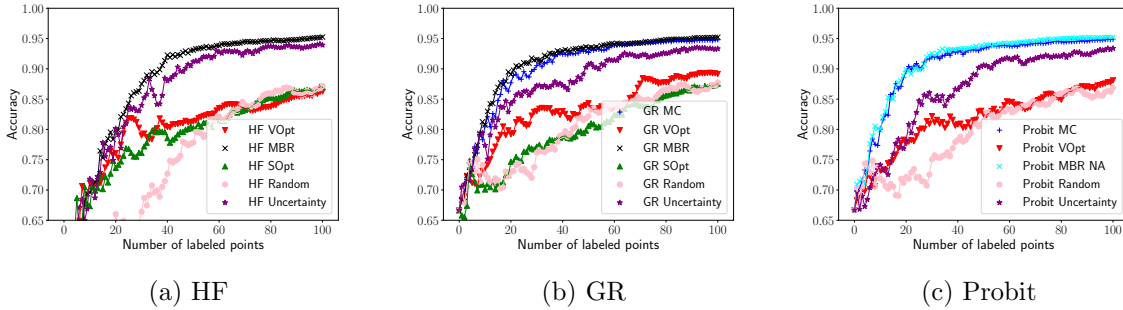 1.00
0.95
0.90
0.85
0.80
0.75
0.70
0.65
Accuracy
HF VOpt
HF MBR
HF SOpt
HF Random
HF Uncertainty
0 20 40 60 80 100
Number of labeled points
(a) HF
1.00
0.95
0.90
0.85
0.80
0.75
0.70
0.65
Accuracy
GR MC
GR VOpt
GR MBR
GR SOpt
GR Random
GR Uncertainty
0 20 40 60 80 100
Number of labeled points
(b) GR
1.00
0.95
0.90
0.85
0.80
0.75
0.70
0.65
Accuracy
Probit MC
Probit VOpt
Probit MBR NA
Probit Random
Probit Uncertainty
0 20 40 60 80 100
Number of labeled points
(c) Probit